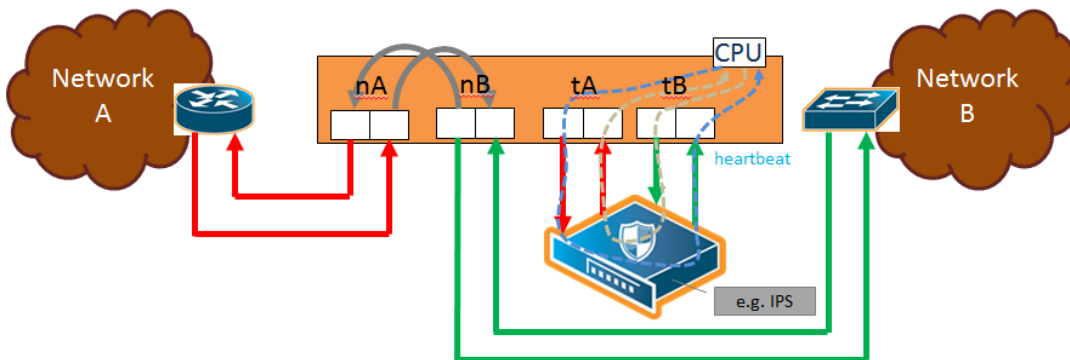 Network
A
nA
nB
tA
tB
CPU
Network
B
heartbeat
e.g. IPS